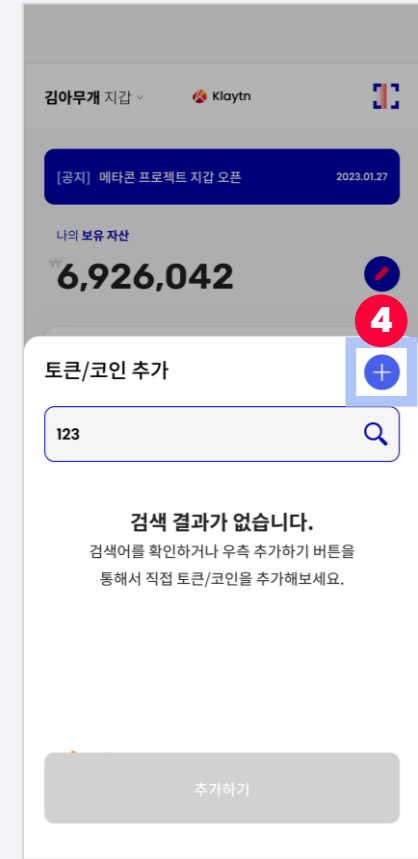 김아무개 지갑
Klaytn
[공지] 메타콘 프로젝트 지갑 오픈 2023.01.27
나의 보유 자산
₩6,926,042
4
토큰/코인 추가
123
검색 결과가 없습니다.
검색어를 확인하거나 우측 추가하기 버튼을
통해서 직접 토큰/코인을 추가해보세요.
추가하기